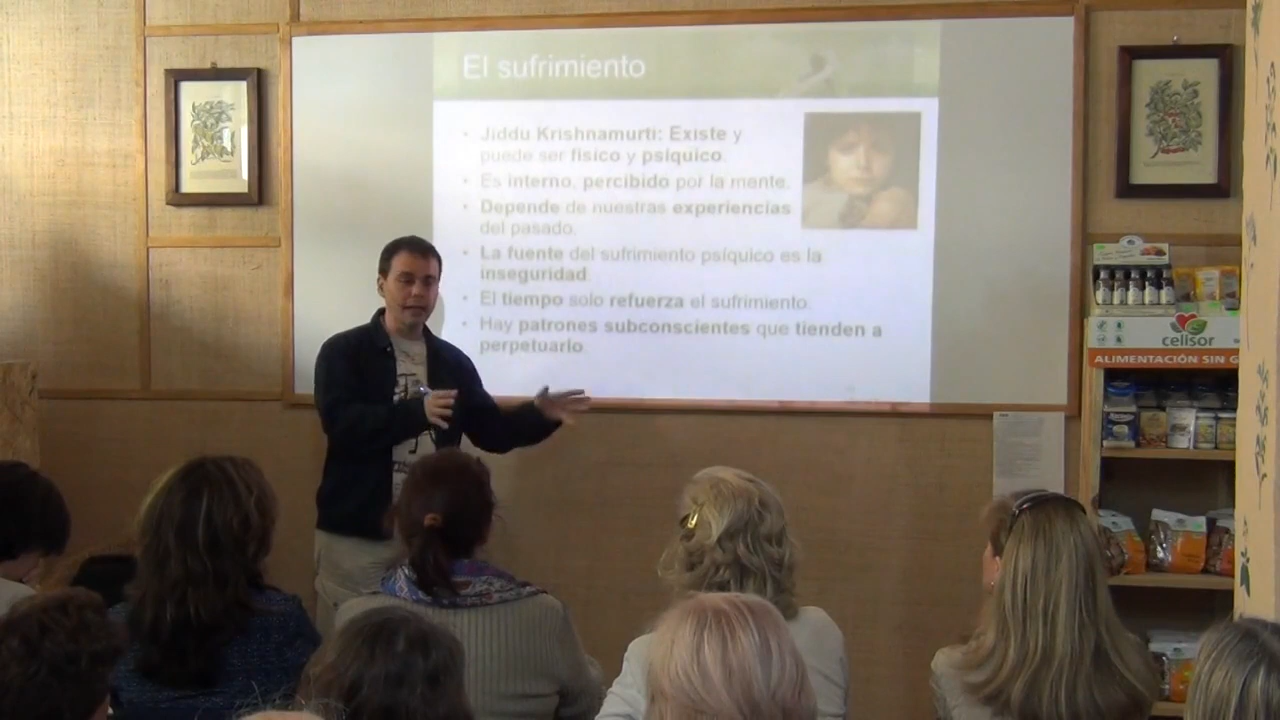 El sufrimiento
• Jiddu Krishnamurti: Existe y
puede ser físico y psíquico.
• Es interno, percibido por la mente.
• Depende de nuestras experiencias
del pasado.
• La fuente del sufrimiento psíquico es la
inseguridad.
• El tiempo solo refuerza el sufrimiento.
• Hay patrones subconscientes que tienden a
perpetuarlo
celisor
ALIMENTACIÓN SIN G